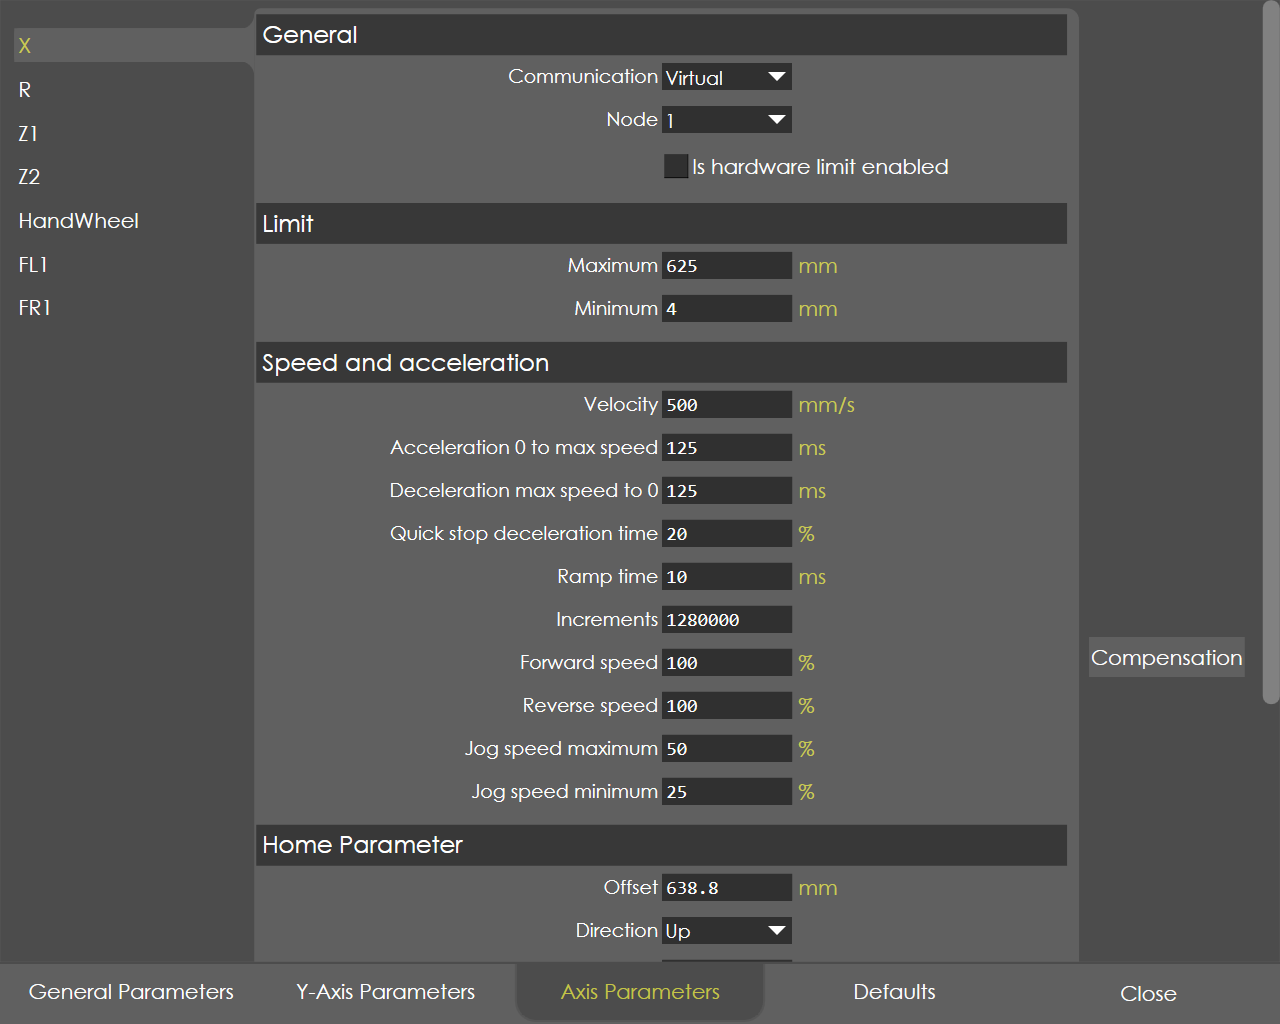 X
R
Z1
Z2
HandWheel
FL1
FR1
General
Communication Virtual
Node 1
Is hardware limit enabled
Limit
Maximum 625 mm
Minimum 4 mm
Speed and acceleration
Velocity 500 mm/s
Acceleration 0 to max speed 125 ms
Deceleration max speed to 0 125 ms
Quick stop deceleration time 20 %
Ramp time 10 ms
Increments 1280000
Forward speed 100 %
Reverse speed 100 %
Jog speed maximum 50 %
Jog speed minimum 25 %
Home Parameter
Offset 638.8 mm
Direction Up
Compensation
General Parameters Y-Axis Parameters Axis Parameters Defaults Close